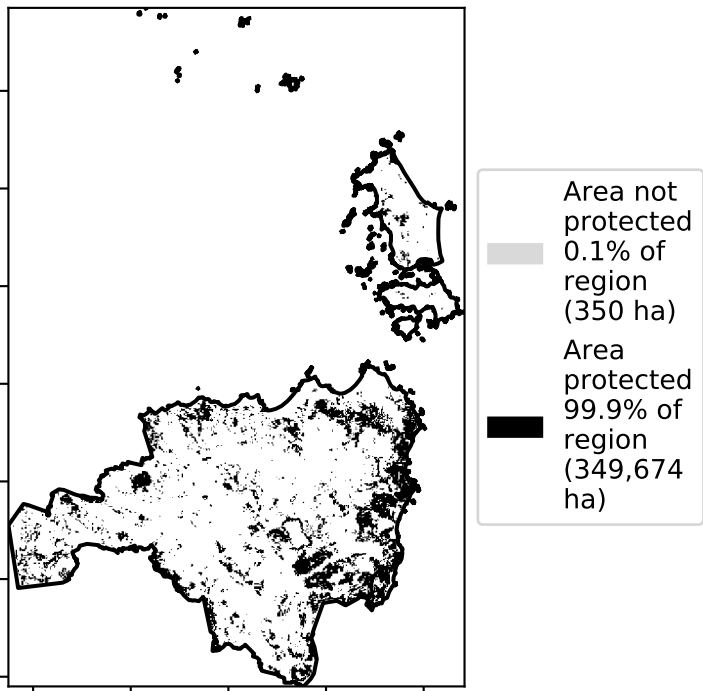 Area not
protected
0.1% of
region
(350 ha)
Area
protected
99.9% of
region
(349,674
ha)